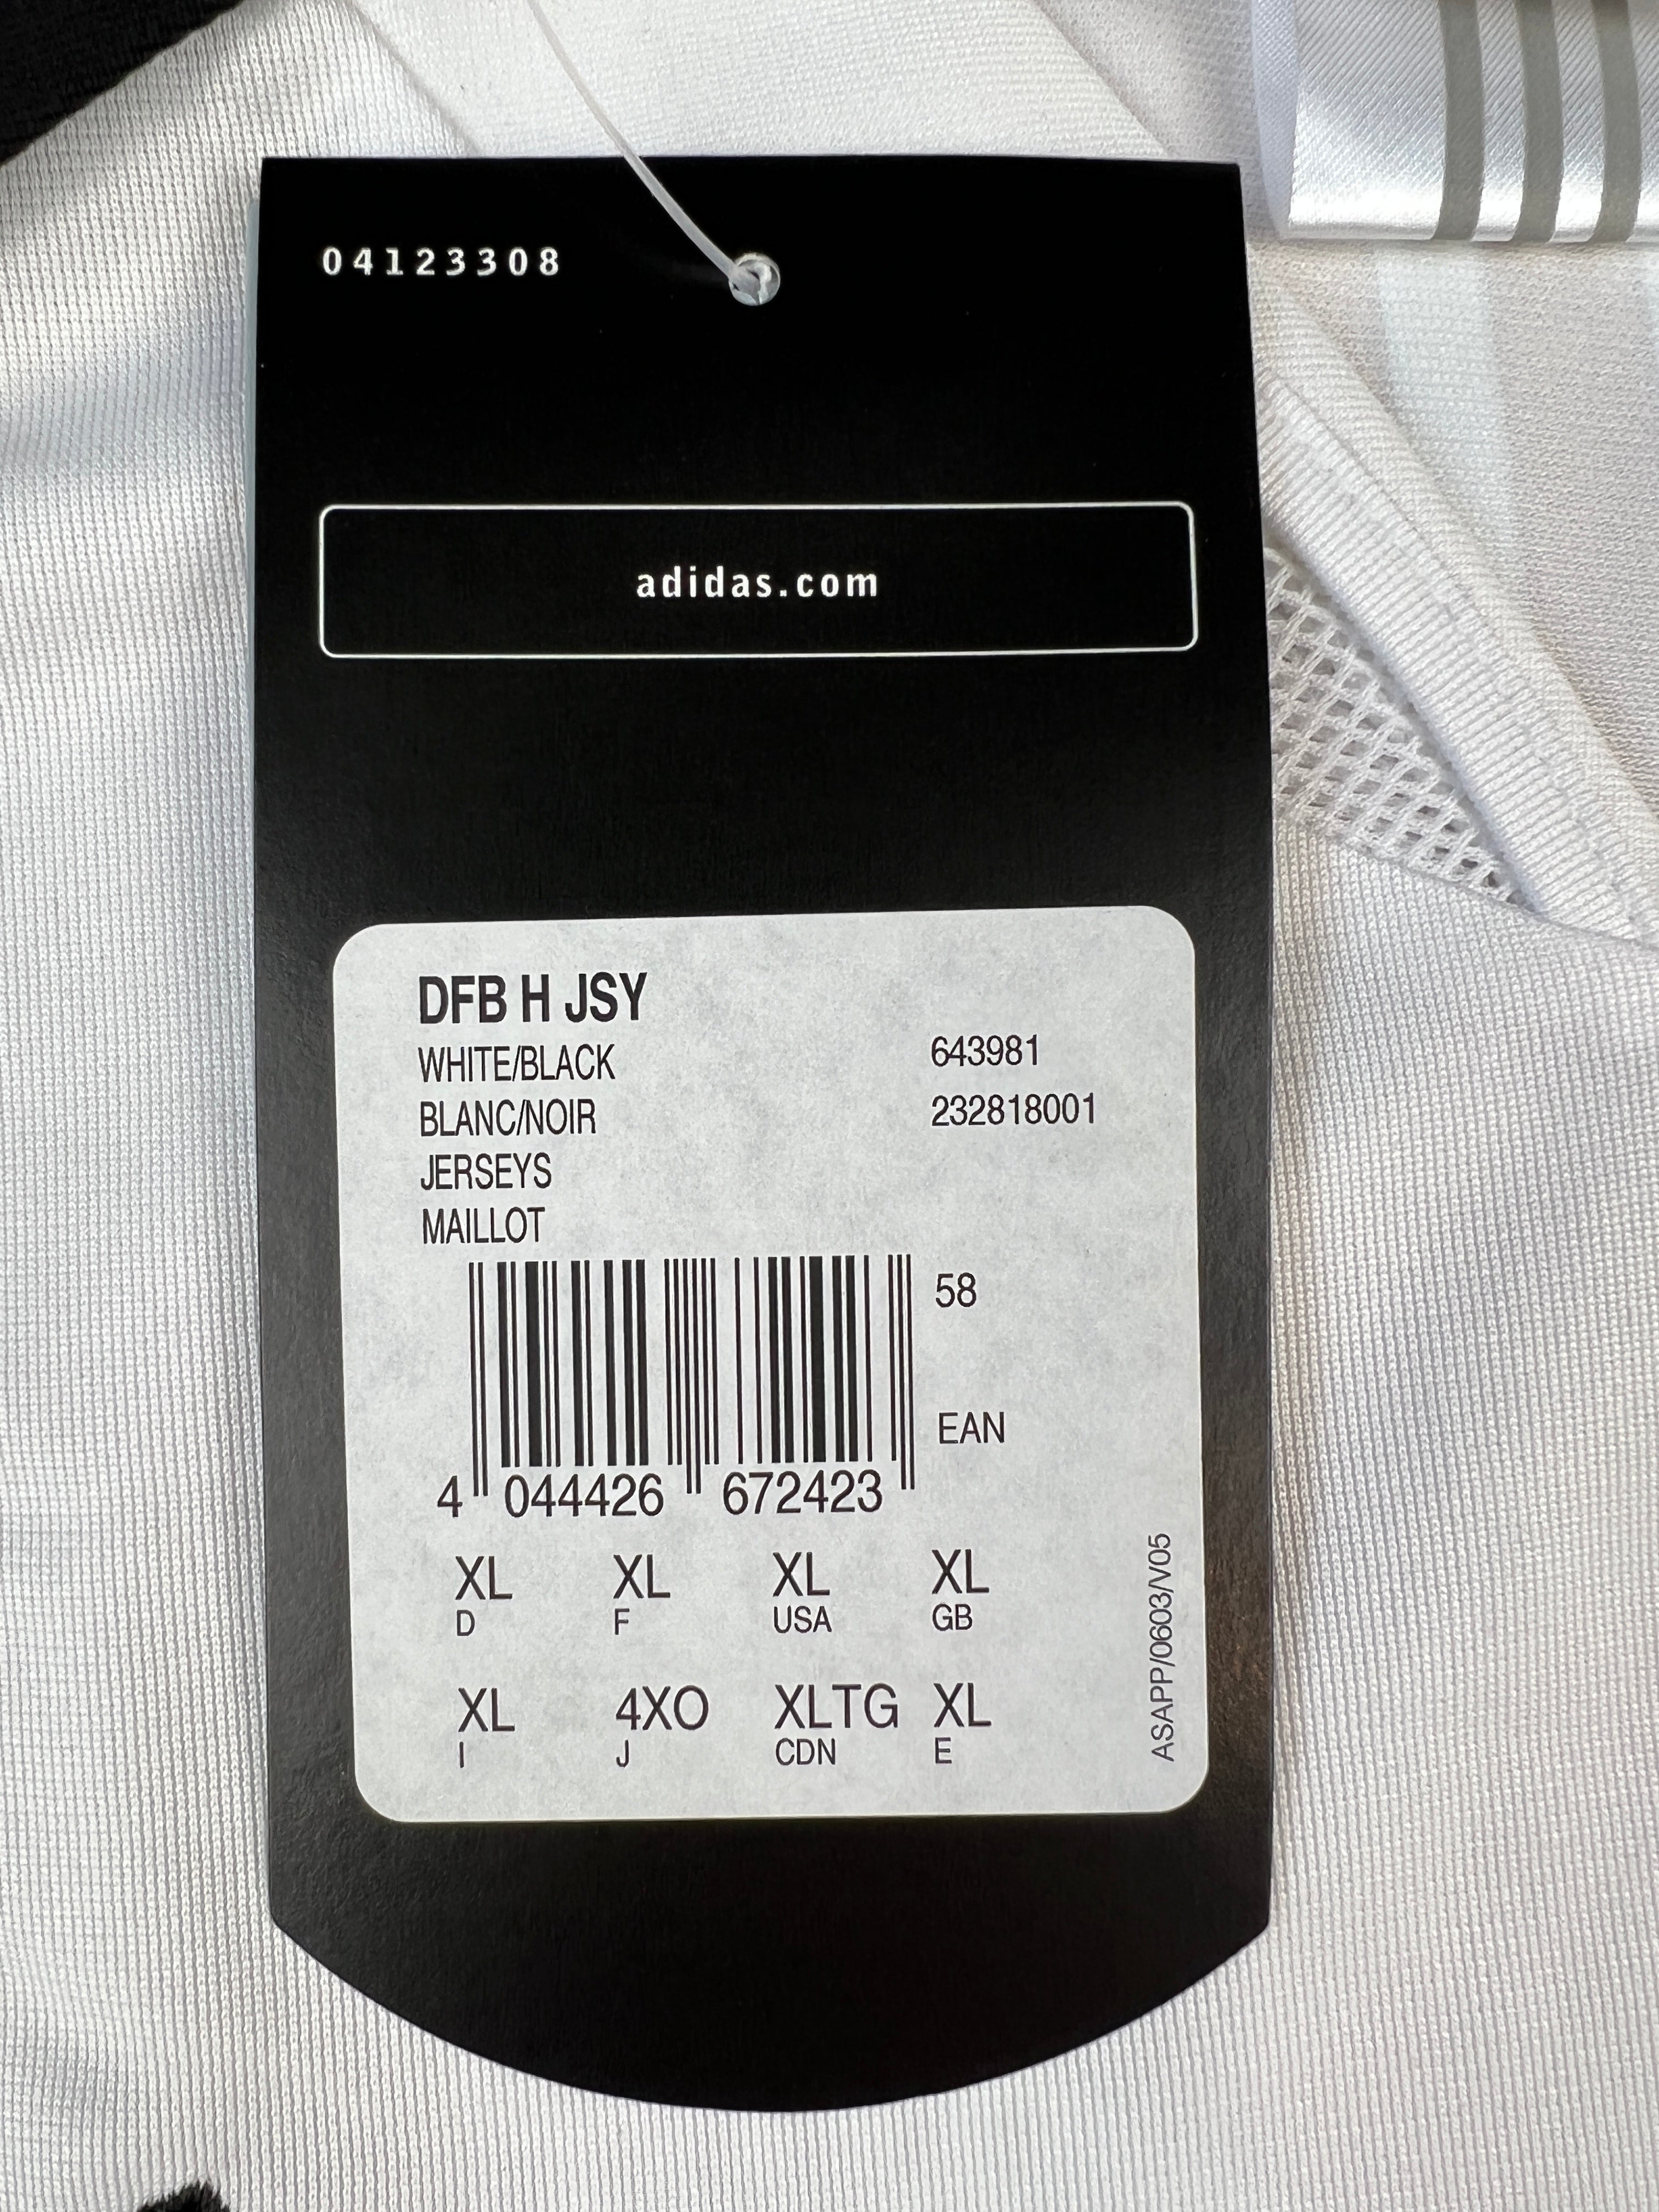 04123308
adidas.com
DFB H JSY
WHITE/BLACK 643981
BLANC/NOIR 232818001
JERSEYS
MAILLOT
58
EAN
4 044426 672423
XL XL XL XL
D F USA GB
XL 4XO XLTG XL
I J CDN E
ASAPP/0603/V05